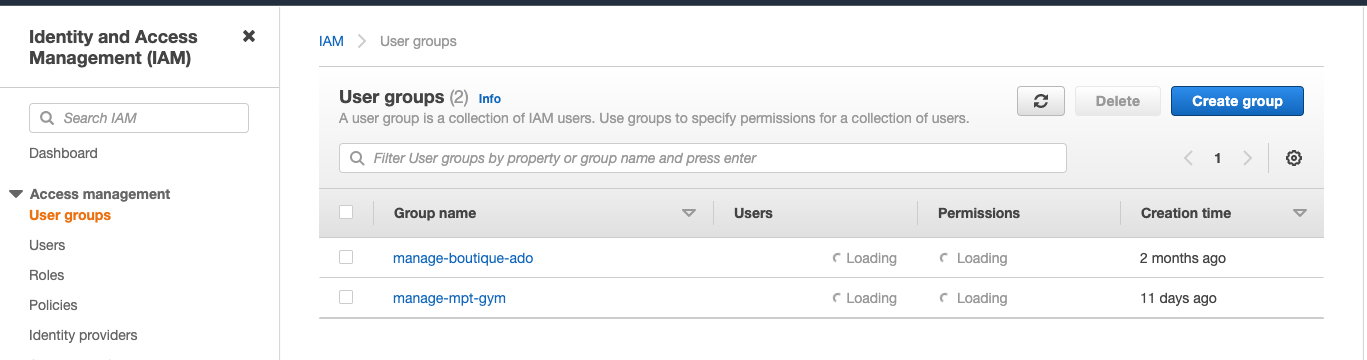 Identity and Access
Management (IAM)
Search IAM
Dashboard
Access management
User groups
Users
Roles
Policies
Identity providers
IAM User groups
User groups (2) Info
A user group is a collection of IAM users. Use groups to specify permissions for a collection of users.
Delete
Create group
Filter User groups by property or group name and press enter
1
Group name Users Permissions Creation time
manage-boutique-ado Loading Loading 2 months ago
manage-mpt-gym Loading Loading 11 days ago